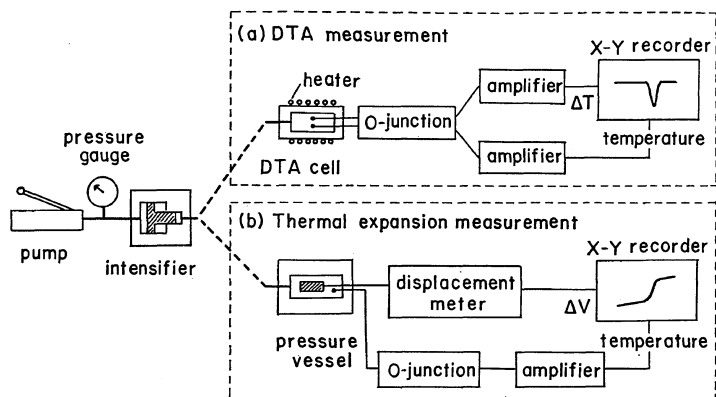 (a) DTA measurement
X-Y recorder
heater
amplifier
ΔT
O-junction
temperature
amplifier
DTA cell
pressure
gauge
pump
intensifier
(b) Thermal expansion measurement
X-Y recorder
displacement
meter
ΔV
pressure
vessel
temperature
O-junction
amplifier